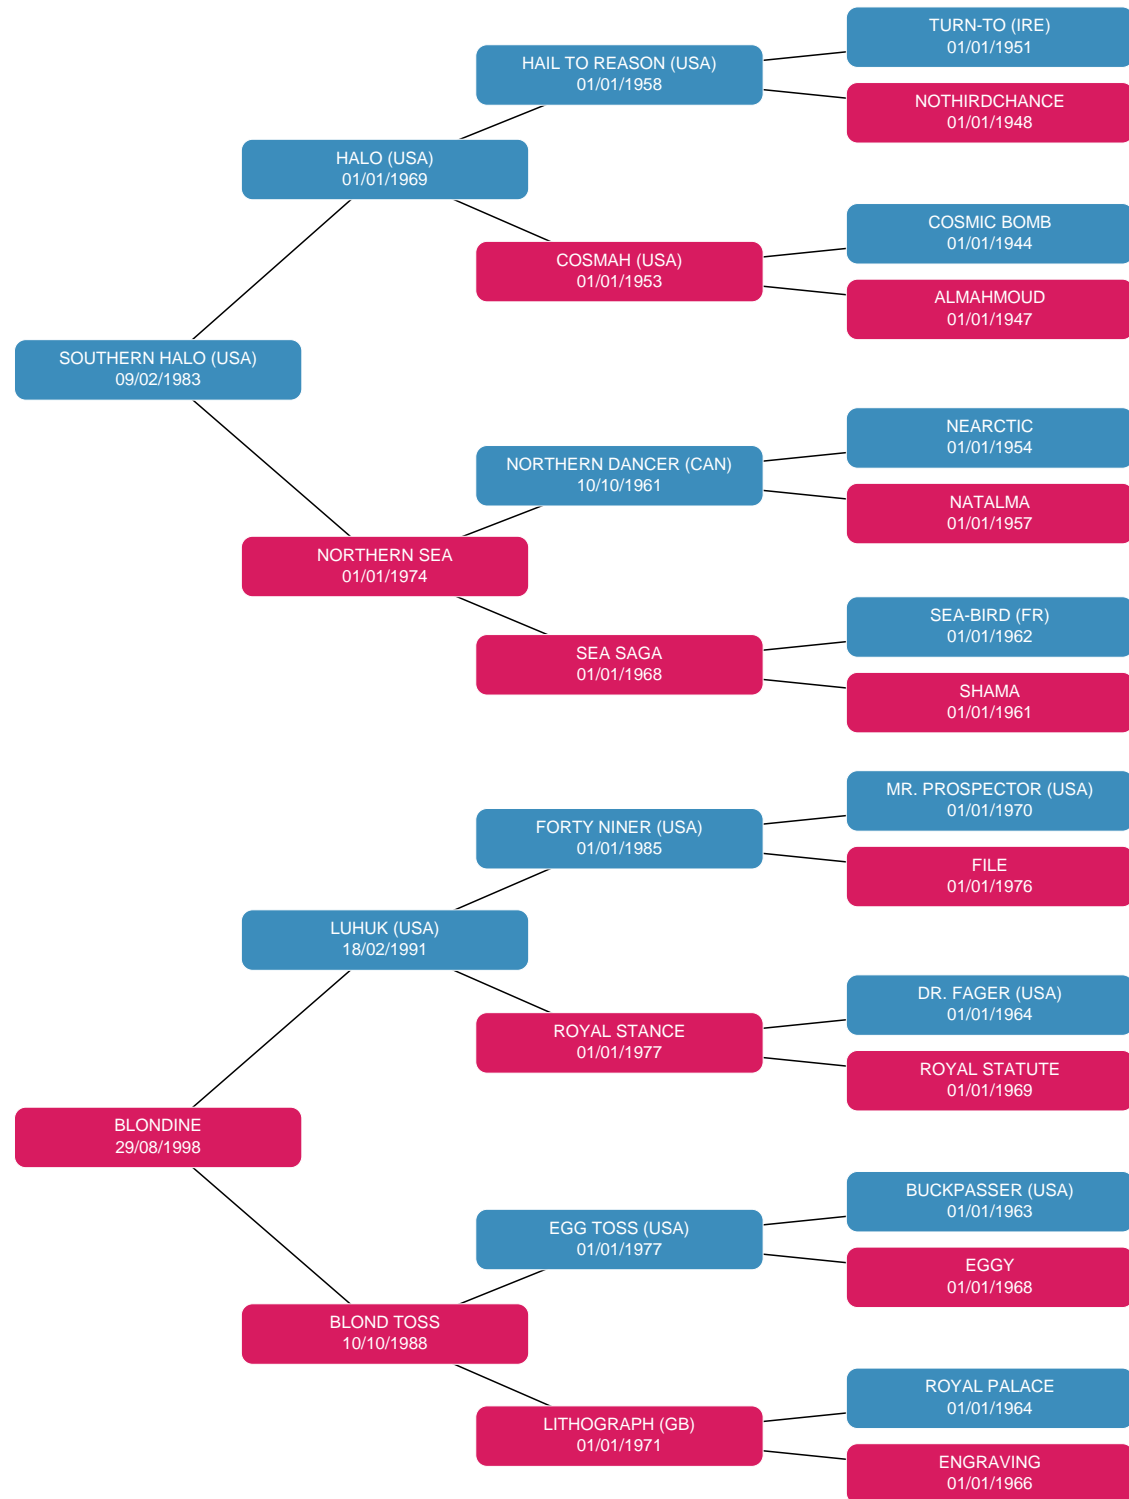 TURN-TO (IRE)
01/01/1951
HAIL TO REASON (USA)
01/01/1958
NOTHIRDCHANCE
01/01/1948
HALO (USA)
01/01/1969
COSMIC BOMB
01/01/1944
COSMAH (USA)
01/01/1953
ALMAHMOUD
01/01/1947
SOUTHERN HALO (USA)
09/02/1983
NEARCTIC
01/01/1954
NORTHERN DANCER (CAN)
10/10/1961
NATALMA
01/01/1957
NORTHERN SEA
01/01/1974
SEA-BIRD (FR)
01/01/1962
SEA SAGA
01/01/1968
SHAMA
01/01/1961
MR. PROSPECTOR (USA)
01/01/1970
FORTY NINER (USA)
01/01/1985
FILE
01/01/1976
LUHUK (USA)
18/02/1991
DR. FAGER (USA)
01/01/1964
ROYAL STANCE
01/01/1977
ROYAL STATUTE
01/01/1969
BLONDINE
29/08/1998
BUCKPASSER (USA)
01/01/1963
EGG TOSS (USA)
01/01/1977
EGGY
01/01/1968
BLOND TOSS
10/10/1988
ROYAL PALACE
01/01/1964
LITHOGRAPH (GB)
01/01/1971
ENGRAVING
01/01/1966